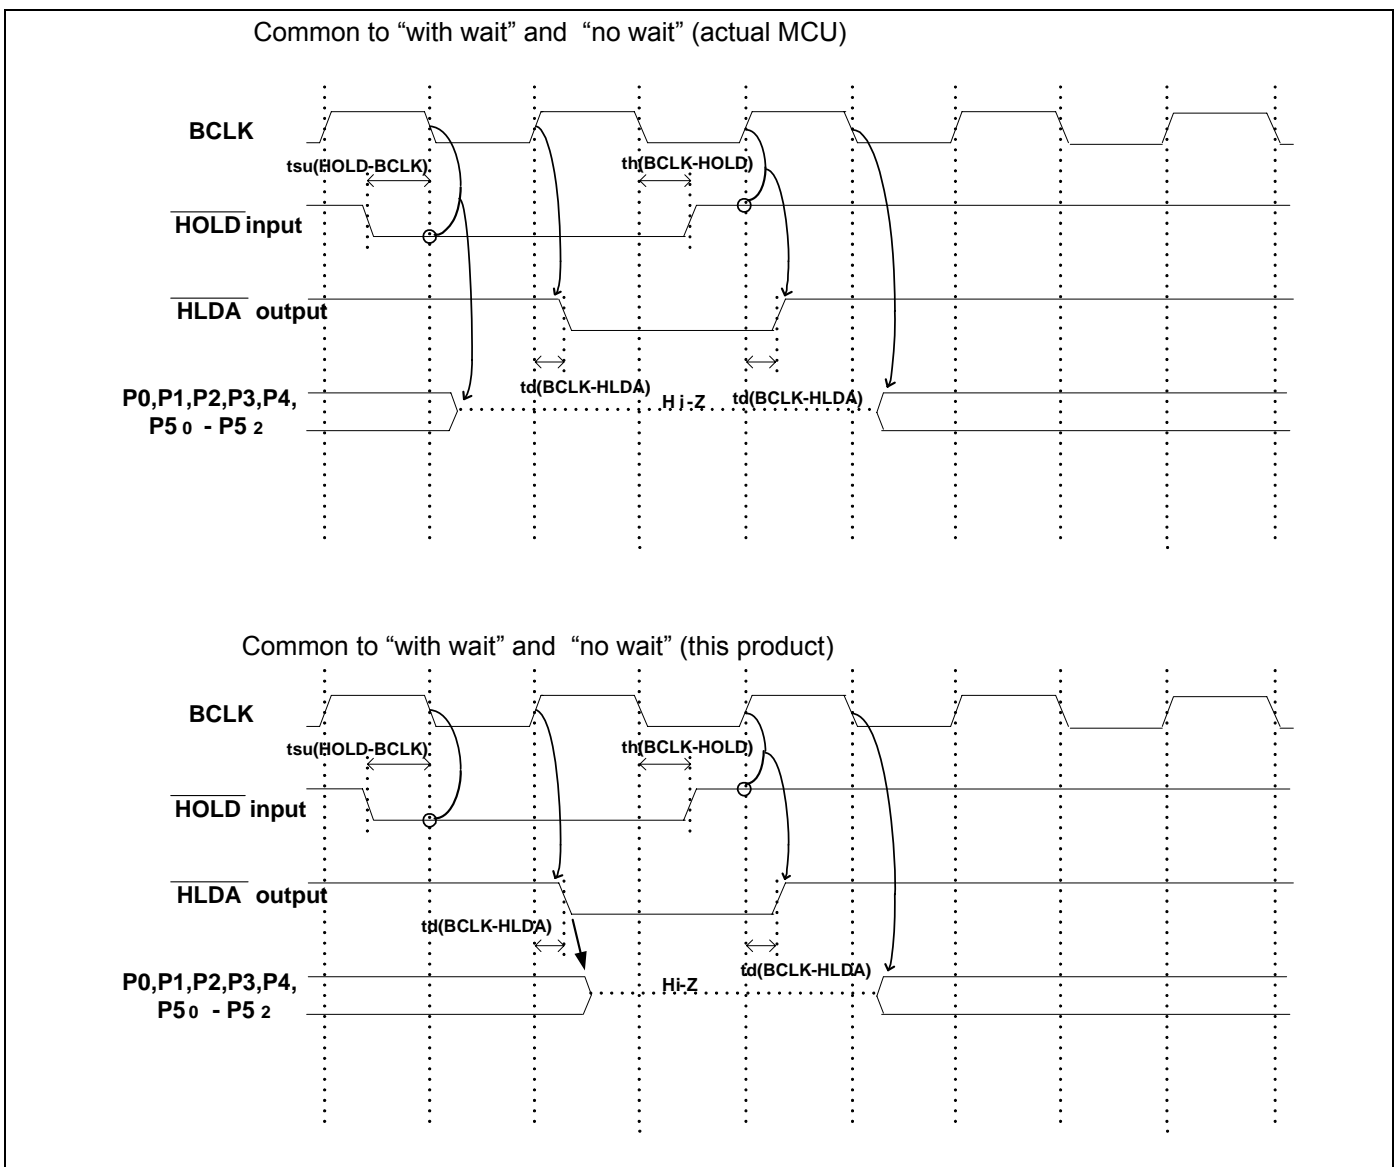 Common to “with wait” and “no wait” (actual MCU)
BCLK
tsu(HOLD-BCLK)
th(BCLK-HOLD)
HOLD input
HLDA output
td(BCLK-HLDA)
td(BCLK-HLDA)
P0,P1,P2,P3,P4,
Hi-Z
P50 - P52
Common to “with wait” and “no wait” (this product)
BCLK
tsu(HOLD-BCLK)
th(BCLK-HOLD)
HOLD input
HLDA output
td(BCLK-HLDA)
td(BCLK-HLDA)
P0,P1,P2,P3,P4,
Hi-Z
P50 - P52